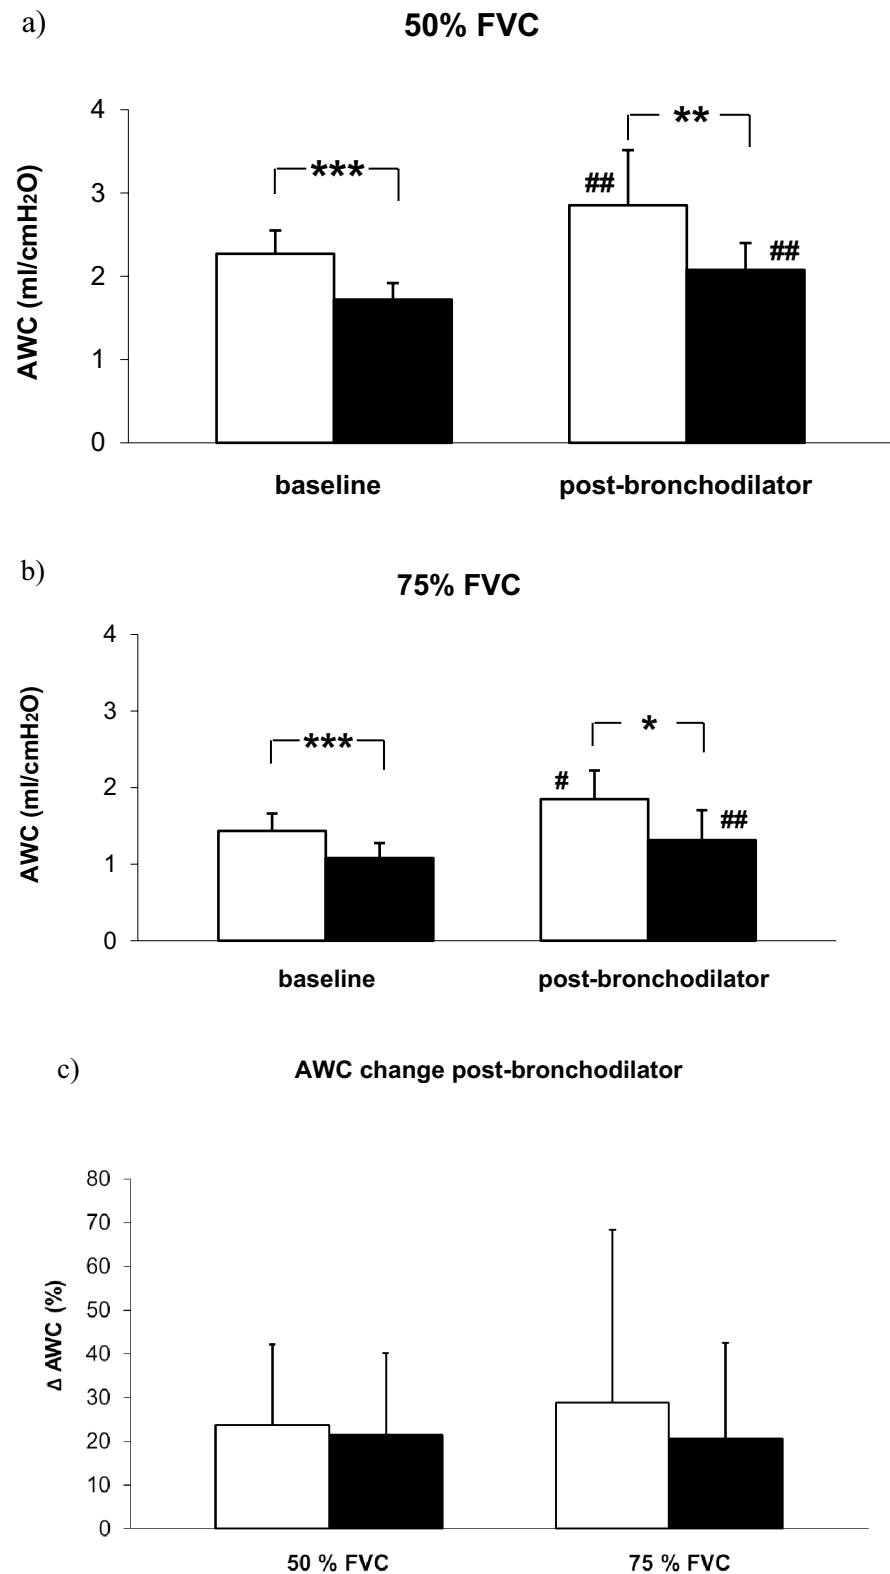 a)
50% FVC
AWC (ml/cmH2O)
4
3
2
1
0
***
**
##
##
baseline
post-bronchodilator
b)
75% FVC
AWC (ml/cmH2O)
4
3
2
1
0
***
*
#
##
baseline
post-bronchodilator
c)
AWC change post-bronchodilator
Δ AWC (%)
80
70
60
50
40
30
20
10
0
50 % FVC
75 % FVC